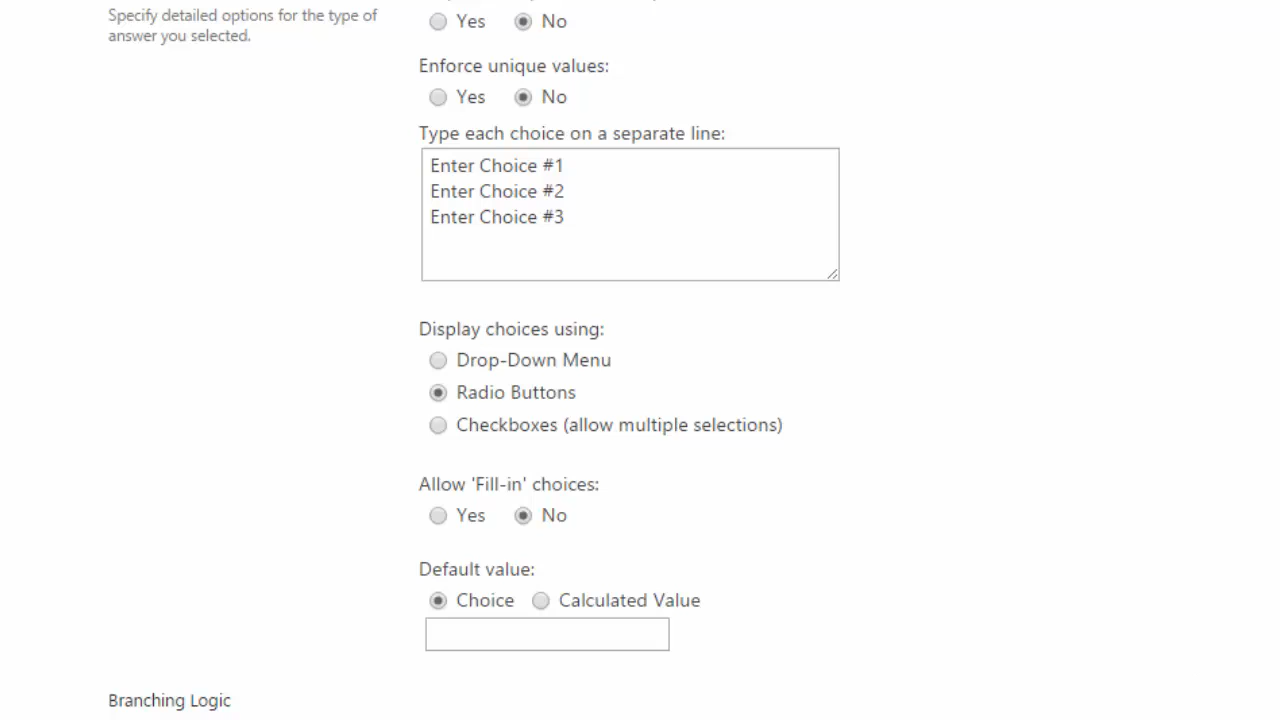 Specify detailed options for the type of
answer you selected.
Yes No
Enforce unique values:
Yes No
Type each choice on a separate line:
Enter Choice #1
Enter Choice #2
Enter Choice #3
Display choices using:
Drop-Down Menu
Radio Buttons
Checkboxes (allow multiple selections)
Allow 'Fill-in' choices:
Yes No
Default value:
Choice Calculated Value
Branching Logic